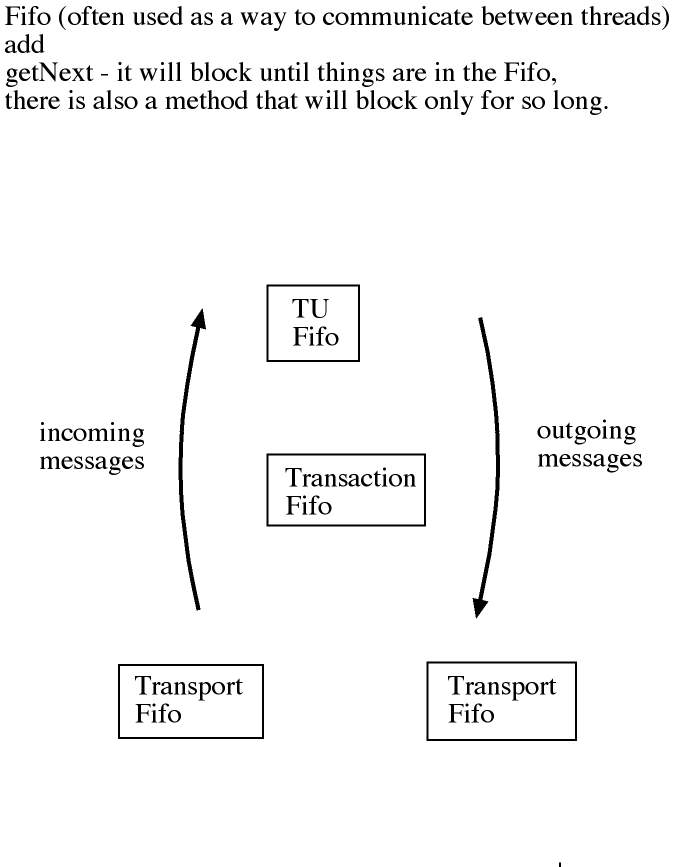 Fifo (often used as a way to communicate between threads)
add
getNext - it will block until things are in the Fifo,
there is also a method that will block only for so long.
TU
Fifo
incoming
messages
outgoing
messages
Transaction
Fifo
Transport
Fifo
Transport
Fifo